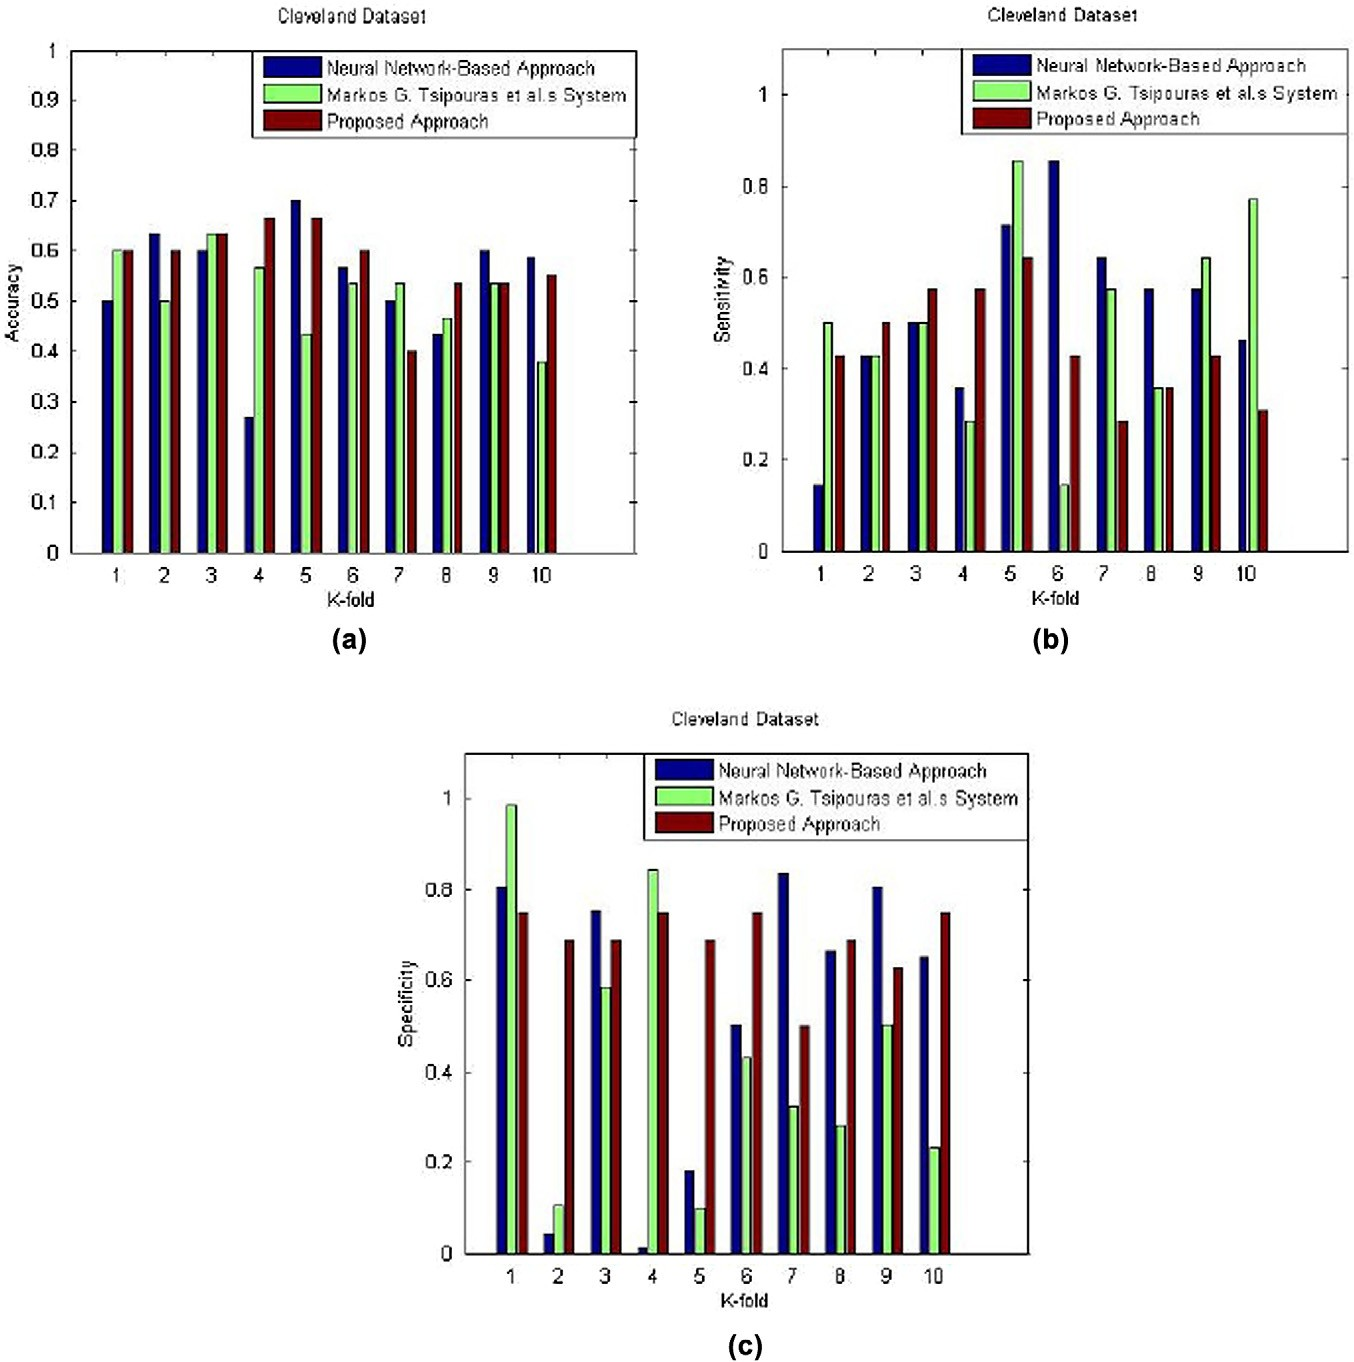 Cleveland Dataset
1
0.9
0.8
0.7
0.6
0.5
0.4
0.3
0.2
0.1
0
Accuracy
Neural Network-Based Approach
Markos G. Tsipouras et al.s System
Proposed Approach
1 2 3 4 5 6 7 8 9 10
K-fold
(a)
Cleveland Dataset
1
0.8
0.6
0.4
0.2
0
Sensitivity
Neural Network-Based Approach
Markos G. Tsipouras et al.s System
Proposed Approach
1 2 3 4 5 6 7 8 9 10
K-fold
(b)
Cleveland Dataset
1
0.8
0.6
0.4
0.2
0
Specificity
Neural Network-Based Approach
Markos G. Tsipouras et al.s System
Proposed Approach
1 2 3 4 5 6 7 8 9 10
K-fold
(c)